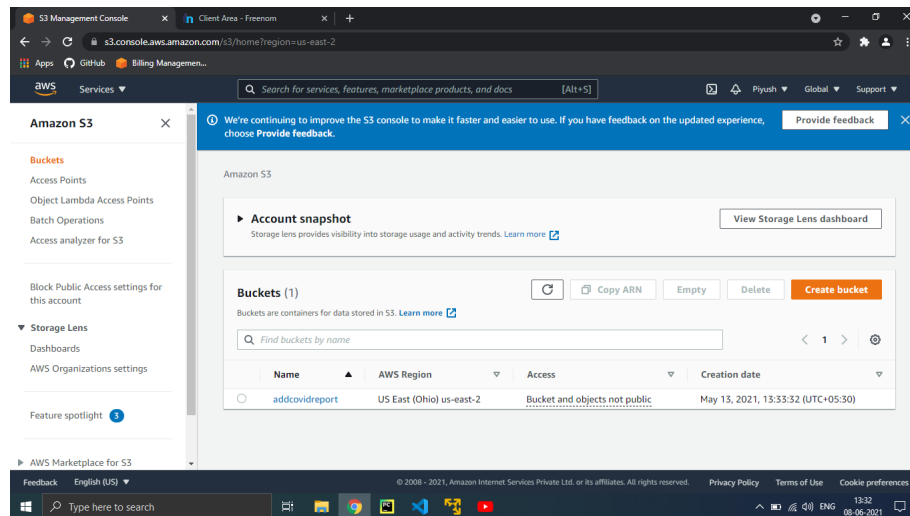 S3 Management Console
Client Area - Freenom
s3.console.aws.amazon.com/s3/home?region=us-east-2
Apps GitHub Billing Managemen...
aws Services ▼ Search for services, features, marketplace products, and docs [Alt+S] Piyush ▼ Global ▼ Support ▼
Amazon S3
Buckets
Access Points
Object Lambda Access Points
Batch Operations
Access analyzer for S3
Block Public Access settings for
this account
Storage Lens
Dashboards
AWS Organizations settings
Feature spotlight 3
AWS Marketplace for S3
We're continuing to improve the S3 console to make it faster and easier to use. If you have feedback on the updated experience,
choose Provide feedback.
Provide feedback
Amazon S3
Account snapshot
Storage lens provides visibility into storage usage and activity trends. Learn more
View Storage Lens dashboard
Buckets (1)
Buckets are containers for data stored in S3. Learn more
Copy ARN Empty Delete Create bucket
Find buckets by name
1
Name AWS Region Access Creation date
addcovidreport US East (Ohio) us-east-2 Bucket and objects not public May 13, 2021, 13:33:32 (UTC+05:30)
Feedback English (US) ▼ © 2008 - 2021, Amazon Internet Services Private Ltd. or its affiliates. All rights reserved. Privacy Policy Terms of Use Cookie preferences
Type here to search
ENG
13:32
08-06-2021